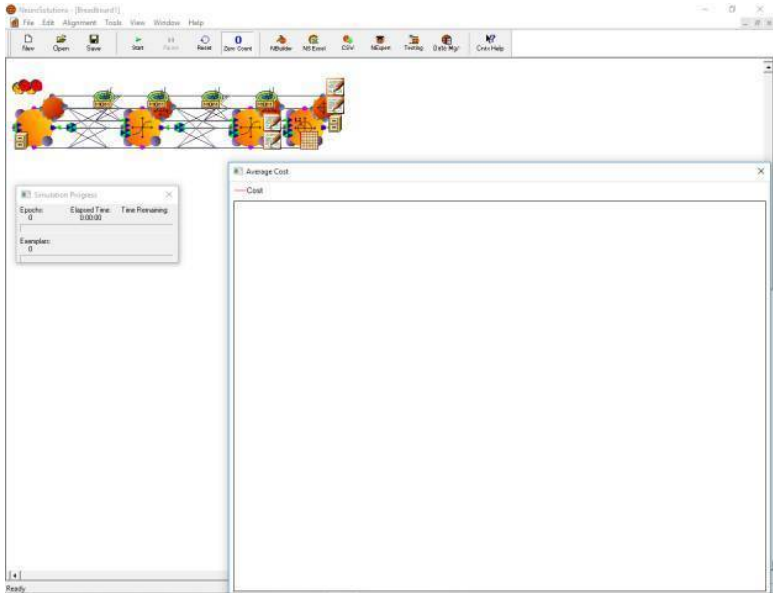 NeuroSolutions - [Breadboard1]
File Edit Alignment Tools View Window Help
New Open Save Start Pause Reset Zero Count NBuilder NS Excel CSW NExpert Testing Data Mgr Cntx Help
Average Cost
Cost
Simulation Progress
Epochs: Elapsed Time: Time Remaining:
0 0:00:00
Exemplars:
0
Ready